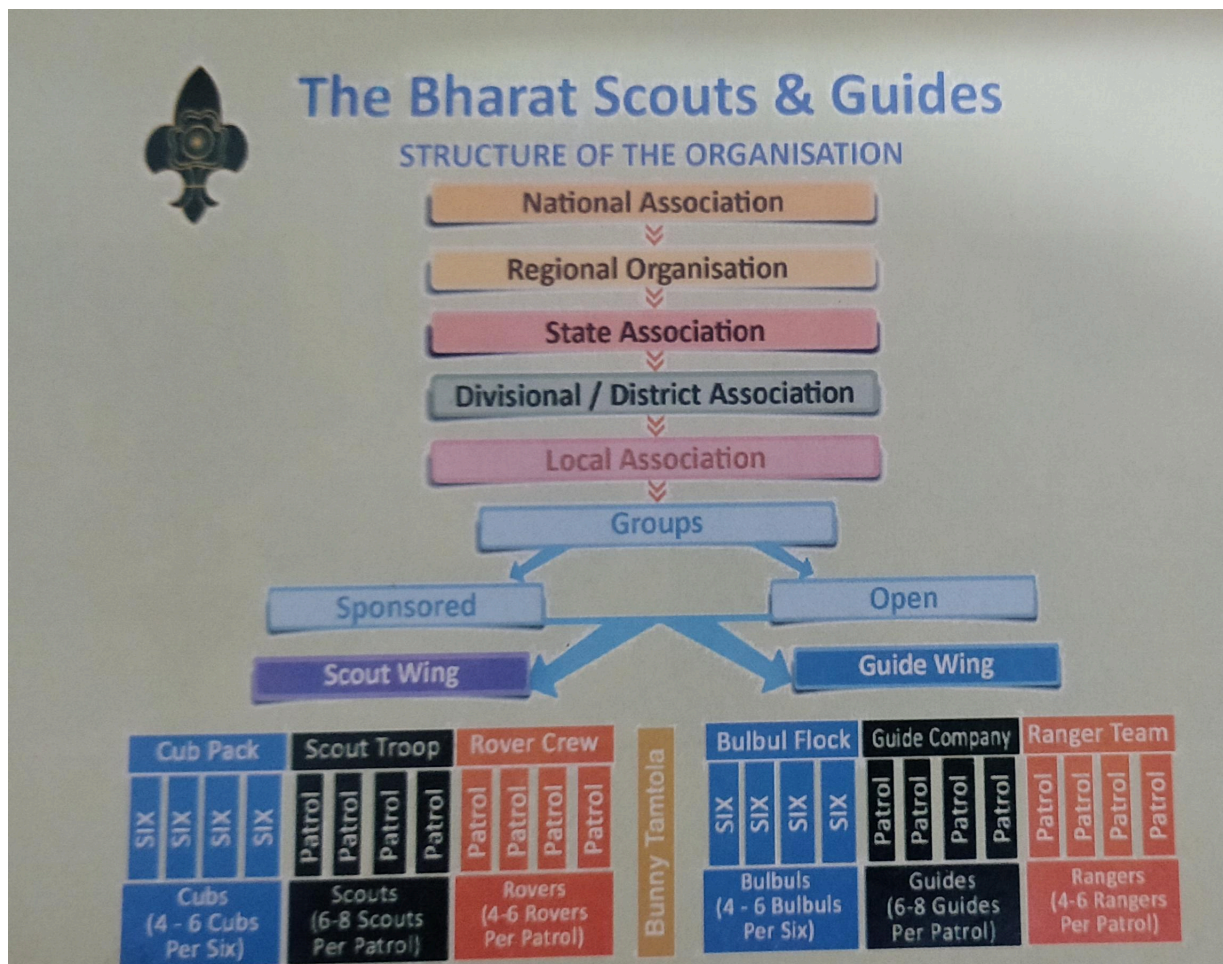 The Bharat Scouts & Guides
STRUCTURE OF THE ORGANISATION
National Association
Regional Organisation
State Association
Divisional / District Association
Local Association
Groups
Sponsored
Open
Scout Wing
Guide Wing
Cub Pack
SIX
SIX
SIX
SIX
Cubs
(4 - 6 Cubs
Per Six)
Scout Troop
Patrol
Patrol
Patrol
Patrol
Scouts
(6-8 Scouts
Per Patrol)
Rover Crew
Patrol
Patrol
Patrol
Patrol
Rovers
(4-6 Rovers
Per Patrol)
Bunny Tamtola
Bulbul Flock
SIX
SIX
SIX
SIX
Bulbuls
(4 - 6 Bulbuls
Per Six)
Guide Company
Patrol
Patrol
Patrol
Patrol
Guides
(6-8 Guides
Per Patrol)
Ranger Team
Patrol
Patrol
Patrol
Patrol
Rangers
(4-6 Rangers
Per Patrol)